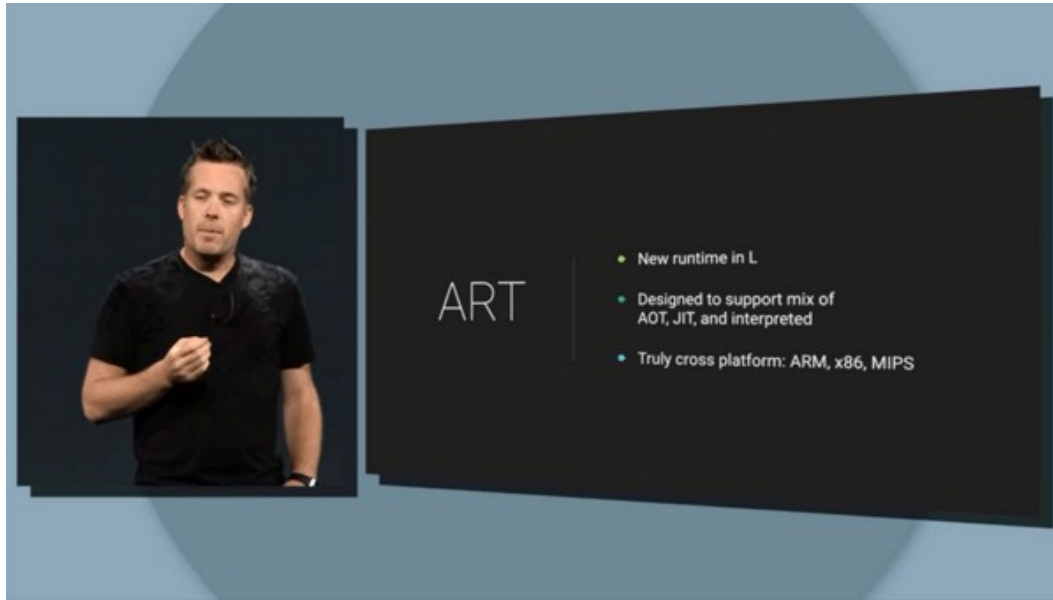 ART
New runtime in L
Designed to support mix of
AOT, JIT, and interpreted
Truly cross platform: ARM, x86, MIPS